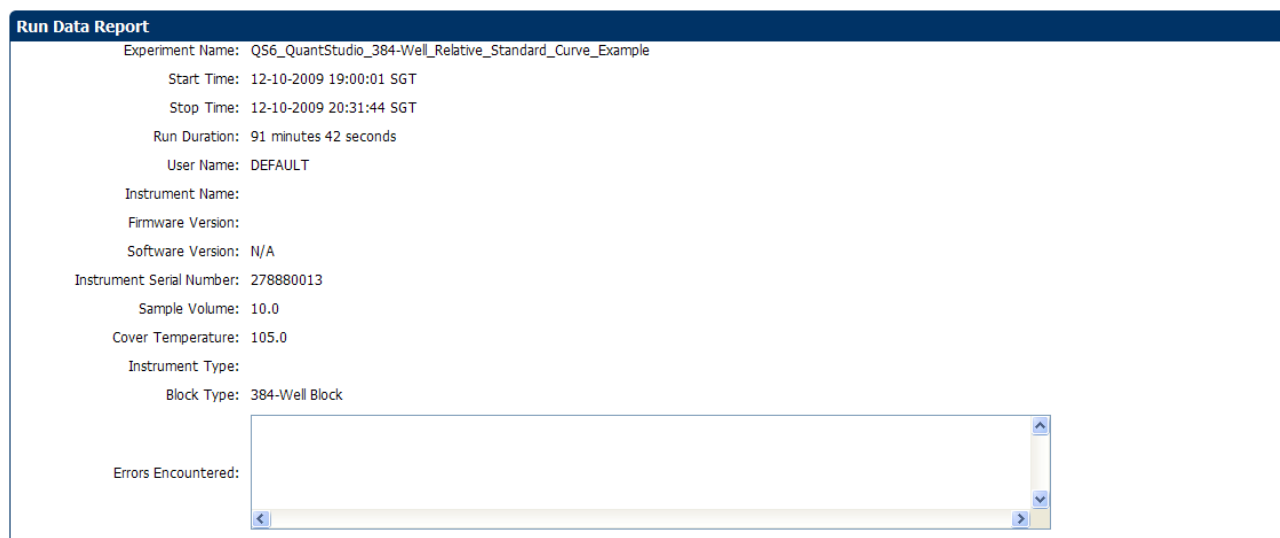 Run Data Report
Experiment Name: QS6_QuantStudio_384-Well_Relative_Standard_Curve_Example
Start Time: 12-10-2009 19:00:01 SGT
Stop Time: 12-10-2009 20:31:44 SGT
Run Duration: 91 minutes 42 seconds
User Name: DEFAULT
Instrument Name:
Firmware Version:
Software Version: N/A
Instrument Serial Number: 278880013
Sample Volume: 10.0
Cover Temperature: 105.0
Instrument Type:
Block Type: 384-Well Block
Errors Encountered: